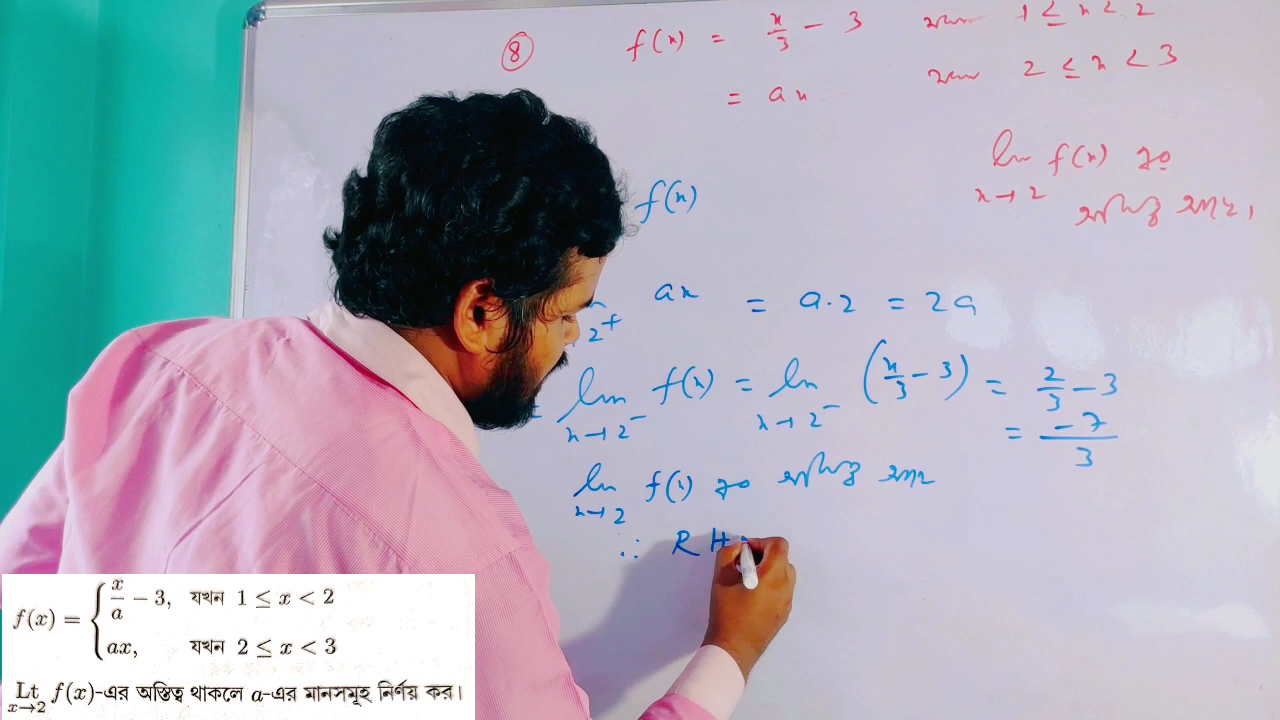 8 f(x) = x/3 - 3 যখন 1 ≤ x < 2
= ax যখন 2 ≤ x < 3
lim f(x) এর
x→2 অস্তিত্ব আছে।
f(x)
2⁺ ax = a.2 = 2a
= lim f(x) = lim (x/3 - 3) = 2/3 - 3
x→2⁻ x→2⁻
= -7/3
lim f(x) এর অস্তিত্ব আছে
x→2
∴ RH
f(x) = { x/a - 3, যখন 1 ≤ x < 2
ax, যখন 2 ≤ x < 3
Lt f(x)-এর অস্তিত্ব থাকলে a-এর মানসমূহ নির্ণয় কর।
x→2